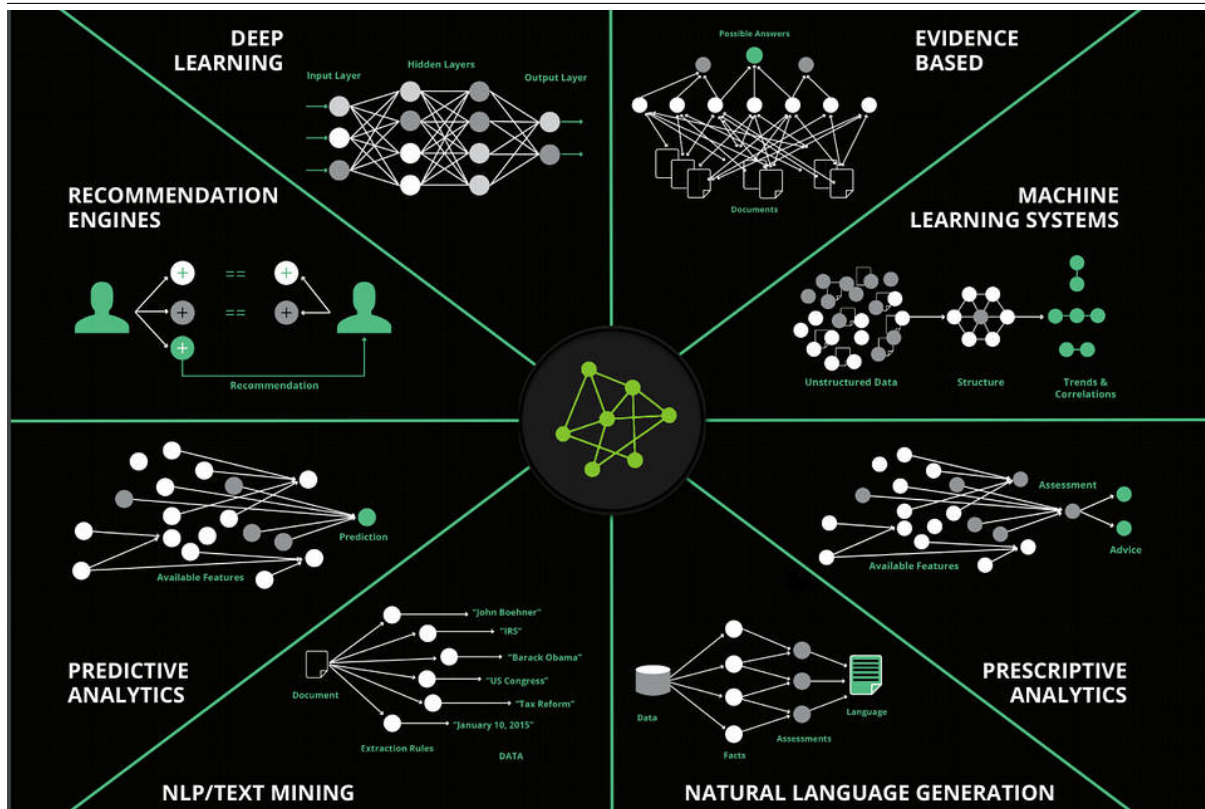 DEEP
LEARNING
Input Layer
Hidden Layers
Output Layer
Possible Answers
Documents
EVIDENCE
BASED
RECOMMENDATION
ENGINES
==
==
Recommendation
MACHINE
LEARNING SYSTEMS
Unstructured Data
Structure
Trends &
Correlations
Prediction
Available Features
PREDICTIVE
ANALYTICS
Assessment
Advice
Available Features
PRESCRIPTIVE
ANALYTICS
Document
"John Boehner"
"IRS"
"Barack Obama"
"US Congress"
"Tax Reform"
"January 10, 2015"
Extraction Rules
DATA
NLP/TEXT MINING
Data
Facts
Assessments
Language
NATURAL LANGUAGE GENERATION